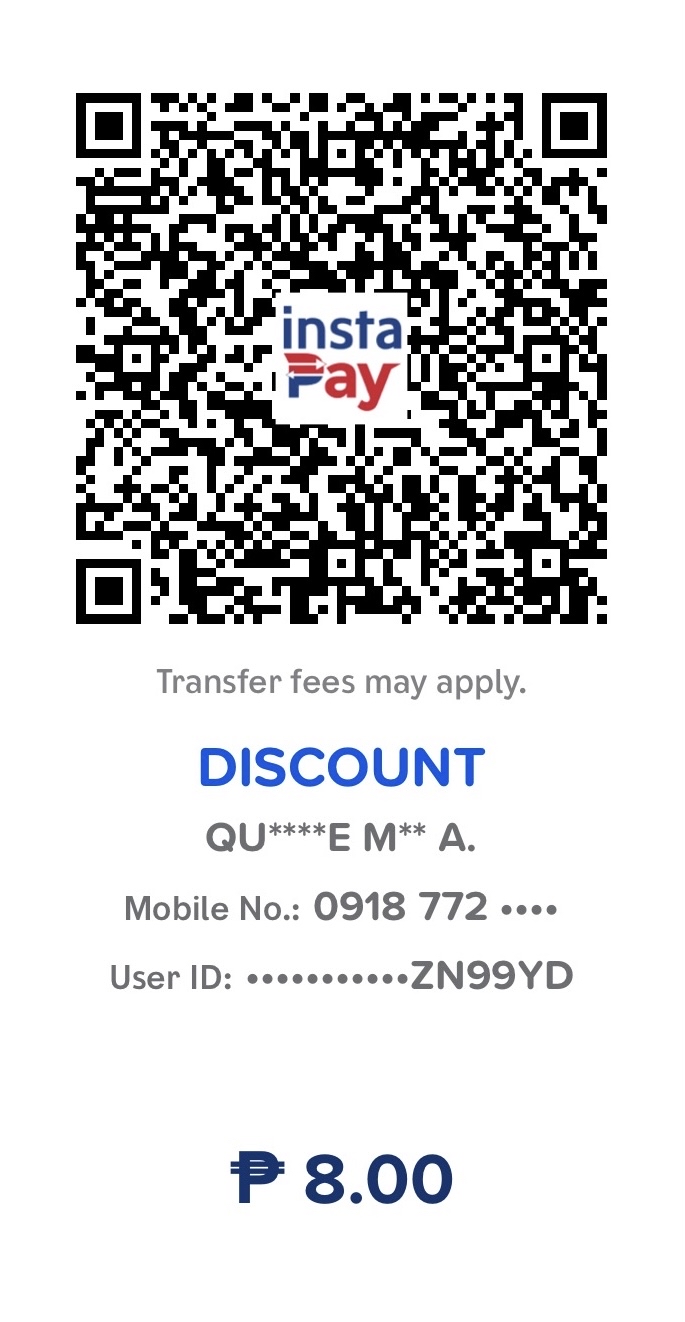 insta
Pay
Transfer fees may apply.
DISCOUNT
QU****E M** A.
Mobile No.: 0918 772 ••••
User ID: •••••••••••ZN99YD
₱ 8.00